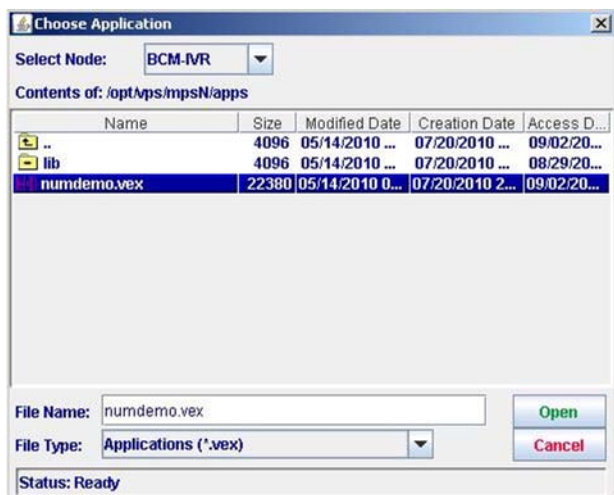 Choose Application
Select Node: BCM-IVR
Contents of: /opt/vps/mpsN/apps
Name Size Modified Date Creation Date Access D...
.. 4096 05/14/2010 ... 07/20/2010 ... 09/02/20...
lib 4096 05/14/2010 ... 07/20/2010 ... 08/29/20...
numdemo.vex 22380 05/14/2010 0... 07/20/2010 2... 09/02/20...
File Name: numdemo.vex Open
File Type: Applications (*.vex) Cancel
Status: Ready